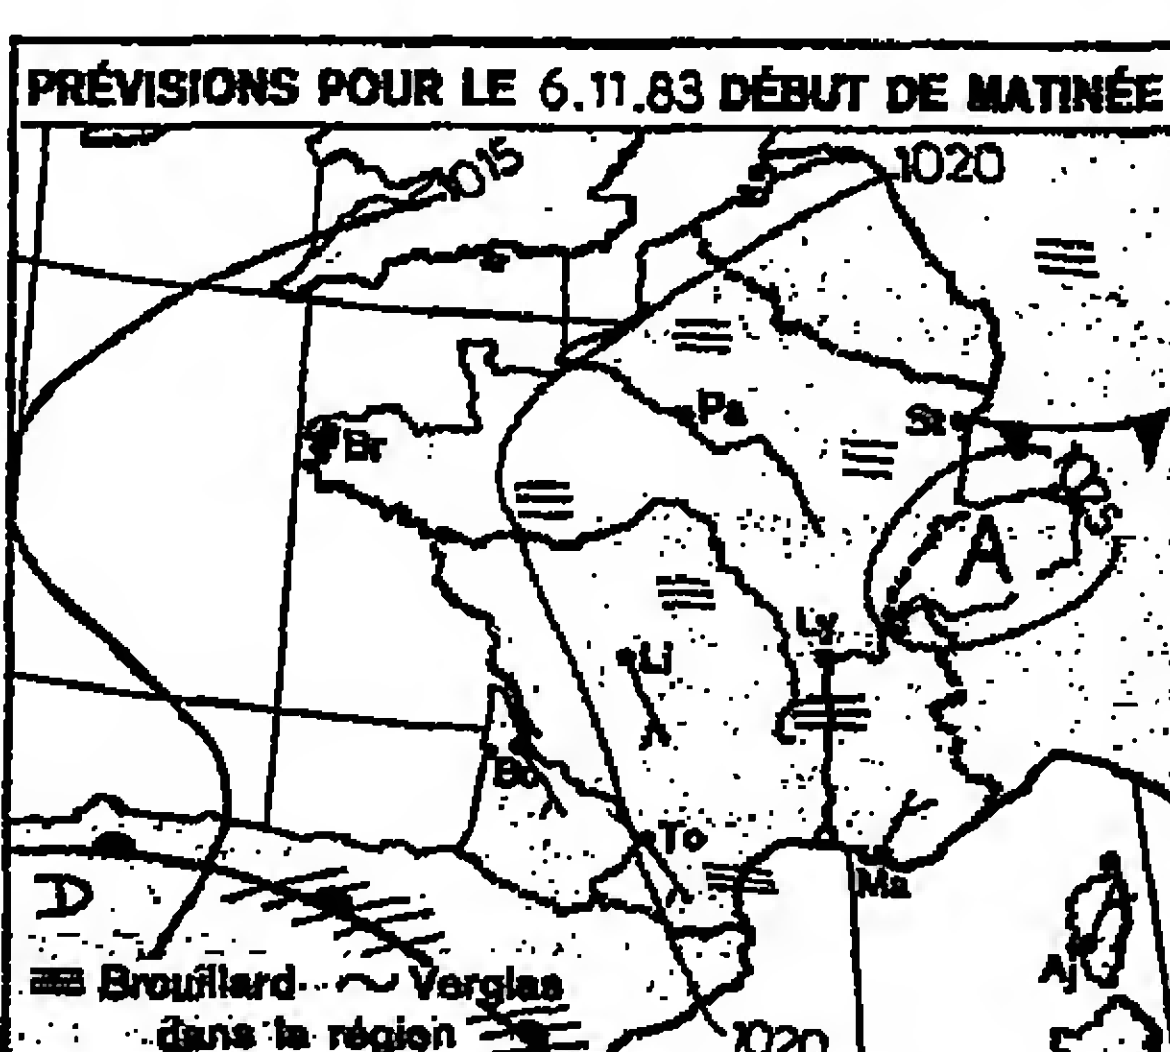 PRÉVISIONS POUR LE 6.11.83 DÉBUT DE MATINÉE
1015
1020
Pa
St
Br
A
Ly
Li
Bo
To
Ma
D
Aj
Brouillard Verglas
dans la région
1020